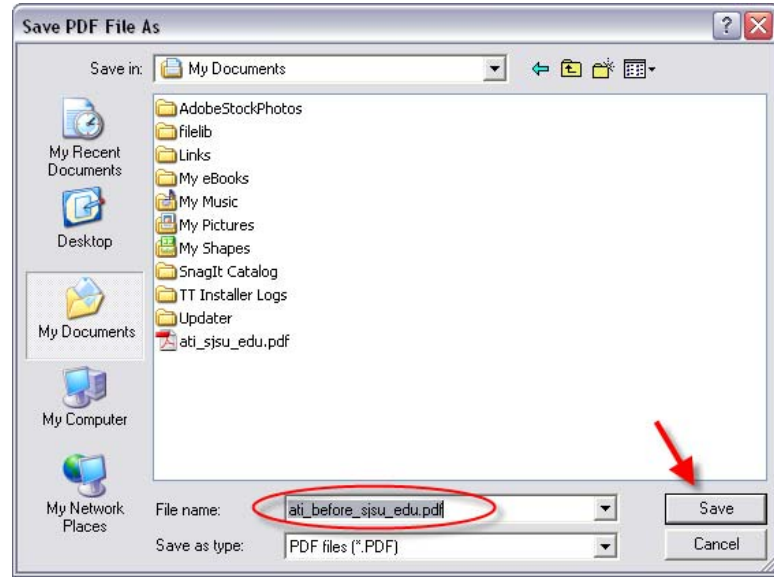 Save PDF File As
Save in: My Documents
My Recent
Documents
Desktop
My Documents
My Computer
My Network
Places
AdobeStockPhotos
filelib
Links
My eBooks
My Music
My Pictures
My Shapes
SnagIt Catalog
TT Installer Logs
Updater
ati_sjsu_edu.pdf
File name: ati_before_sjsu_edu.pdf Save
Save as type: PDF files (*.PDF) Cancel